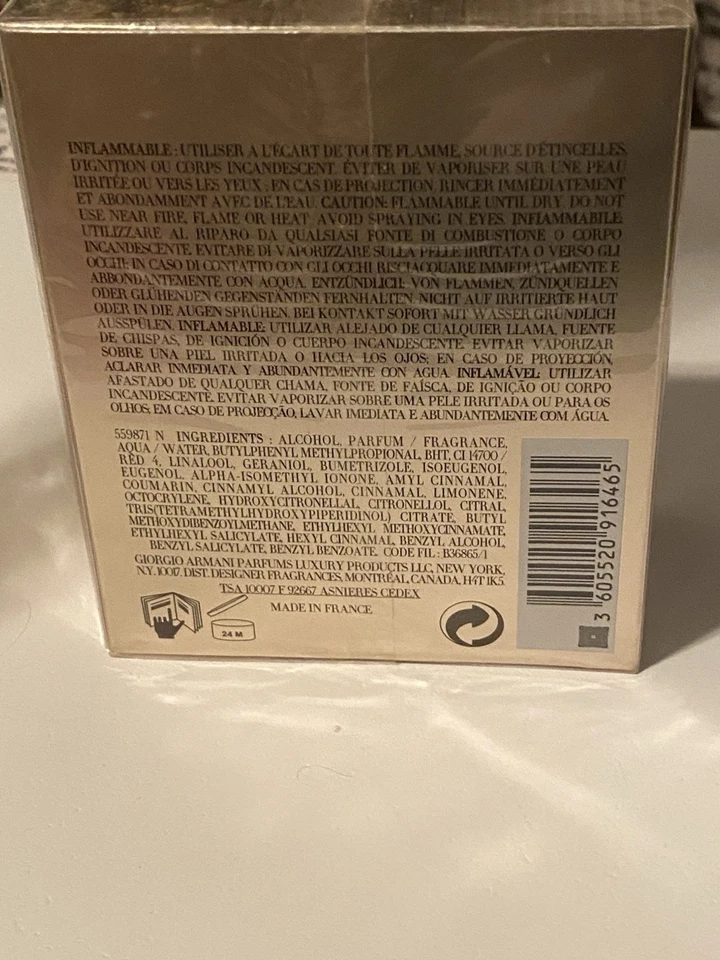 INFLAMMABLE : UTILISER A L'ÉCART DE TOUTE FLAMME, SOURCE D'ÉTINCELLES,
D'IGNITION OU CORPS INCANDESCENT. ÉVITER DE VAPORISER SUR UNE PEAU
IRRITÉE OU VERS LES YEUX ; EN CAS DE PROJECTION, RINCER IMMÉDIATEMENT
ET ABONDAMMENT AVEC DE L'EAU. CAUTION: FLAMMABLE UNTIL DRY. DO NOT
USE NEAR FIRE, FLAME OR HEAT. AVOID SPRAYING IN EYES. INFIAMMABILE:
UTILIZZARE AL RIPARO DA QUALSIASI FONTE DI COMBUSTIONE O CORPO
INCANDESCENTE. EVITARE DI VAPORIZZARE SULLA PELLE IRRITATA O VERSO GLI
OCCHI; IN CASO DI CONTATTO CON GLI OCCHI RISCIACQUARE IMMEDIATAMENTE E
ABBONDANTEMENTE CON ACQUA. ENTZÜNDLICH: VON FLAMMEN, ZÜNDQUELLEN
ODER GLÜHENDEN GEGENSTÄNDEN FERNHALTEN. NICHT AUF IRRITIERTE HAUT
ODER IN DIE AUGEN SPRÜHEN. BEI KONTAKT SOFORT MIT WASSER GRÜNDLICH
AUSSPÜLEN. INFLAMABLE: UTILIZAR ALEJADO DE CUALQUIER LLAMA, FUENTE
DE CHISPAS, DE IGNICIÓN O CUERPO INCANDESCENTE. EVITAR VAPORIZAR
SOBRE UNA PIEL IRRITADA O HACIA LOS OJOS; EN CASO DE PROYECCIÓN,
ACLARAR INMEDIATA Y ABUNDANTEMENTE CON AGUA. INFLAMÁVEL: UTILIZAR
AFASTADO DE QUALQUER CHAMA, FONTE DE FAÍSCA, DE IGNIÇÃO OU CORPO
INCANDESCENTE. EVITAR VAPORIZAR SOBRE UMA PELE IRRITADA OU PARA OS
OLHOS; EM CASO DE PROJECÇÃO, LAVAR IMEDIATA E ABUNDANTEMENTE COM ÁGUA.
559871 N INGREDIENTS : ALCOHOL, PARFUM / FRAGRANCE,
AQUA / WATER, BUTYLPHENYL METHYLPROPIONAL, BHT, CI 14700 /
RED 4, LINALOOL, GERANIOL, BUMETRIZOLE, ISOEUGENOL,
EUGENOL, ALPHA-ISOMETHYL IONONE, AMYL CINNAMAL,
COUMARIN, CINNAMYL ALCOHOL, CINNAMAL, LIMONENE,
OCTOCRYLENE, HYDROXYCITRONELLAL, CITRONELLOL, CITRAL,
TRIS(TETRAMETHYLHYDROXYPIPERIDINOL) CITRATE, BUTYL
METHOXYDIBENZOYLMETHANE, ETHYLHEXYL METHOXYCINNAMATE,
ETHYLHEXYL SALICYLATE, HEXYL CINNAMAL, BENZYL ALCOHOL,
BENZYL SALICYLATE, BENZYL BENZOATE. CODE FIL : B36865/1
GIORGIO ARMANI PARFUMS LUXURY PRODUCTS LLC, NEW YORK,
N.Y. 10017. DIST. DESIGNER FRAGRANCES, MONTRÉAL, CANADA, H4T 1K5.
TSA 10007 F 92667 ASNIERES CEDEX
MADE IN FRANCE
24 M
3 605520 916465